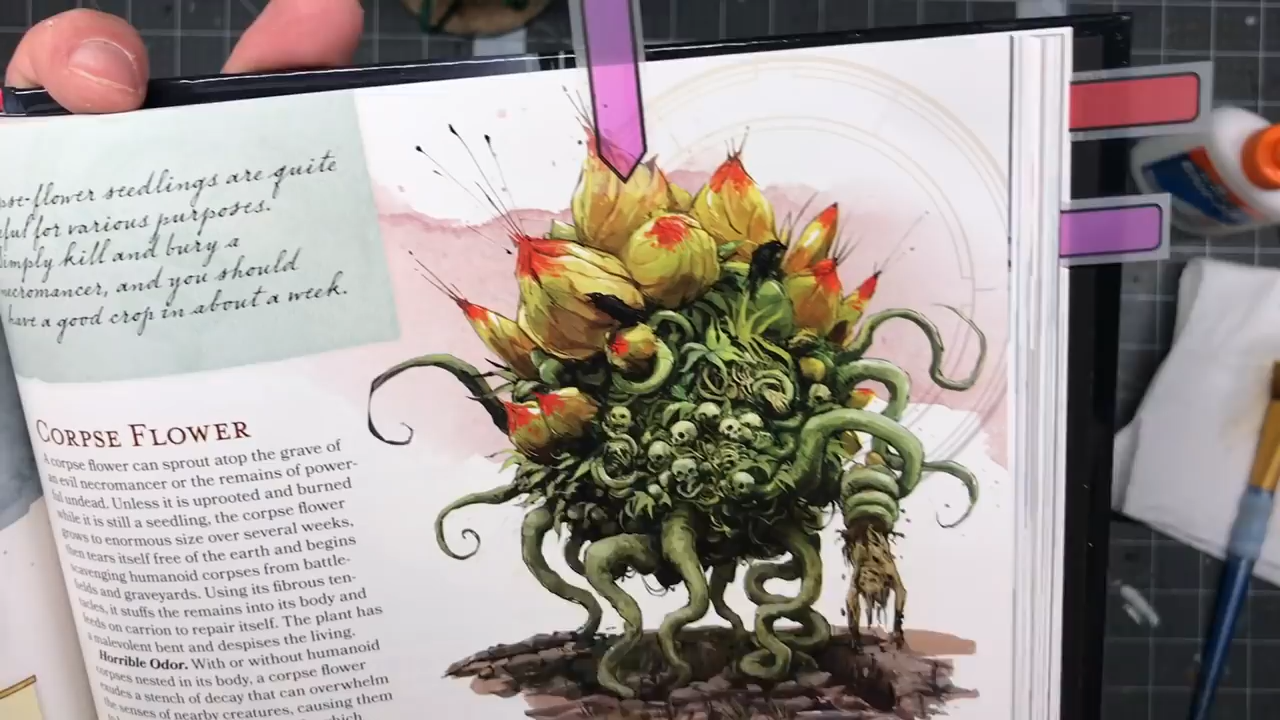 pse-flower seedlings are quite
ful for various purposes.
imply kill and bury a
necromancer, and you should
have a good crop in about a week.
CORPSE FLOWER
A corpse flower can sprout atop the grave of
an evil necromancer or the remains of power-
ful undead. Unless it is uprooted and burned
while it is still a seedling, the corpse flower
grows to enormous size over several weeks,
then tears itself free of the earth and begins
scavenging humanoid corpses from battle-
fields and graveyards. Using its fibrous ten-
tacles, it stuffs the remains into its body and
feeds on carrion to repair itself. The plant has
a malevolent bent and despises the living.
Horrible Odor. With or without humanoid
corpses nested in its body, a corpse flower
exudes a stench of decay that can overwhelm
the senses of nearby creatures, causing them
which